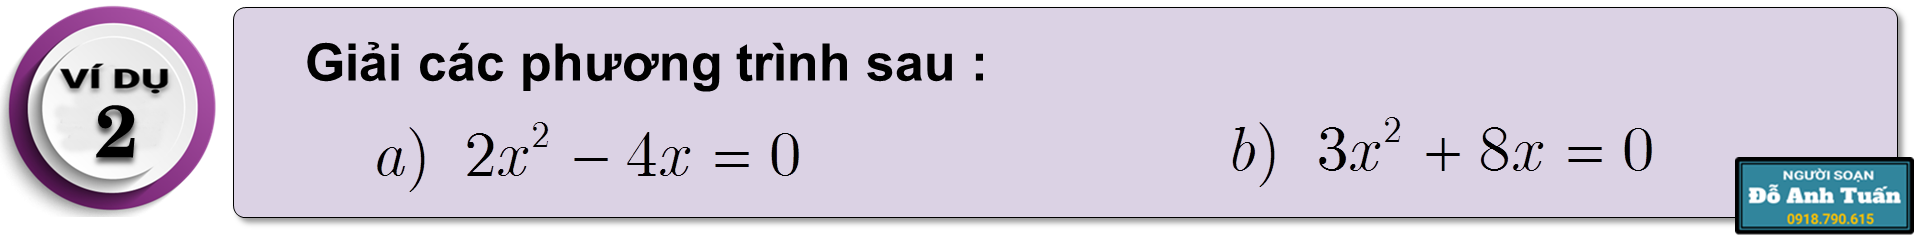 VÍ DỤ
2
Giải các phương trình sau :
a) 2x² − 4x = 0
b) 3x² + 8x = 0
NGƯỜI SOẠN
Đỗ Anh Tuấn
0918.790.615